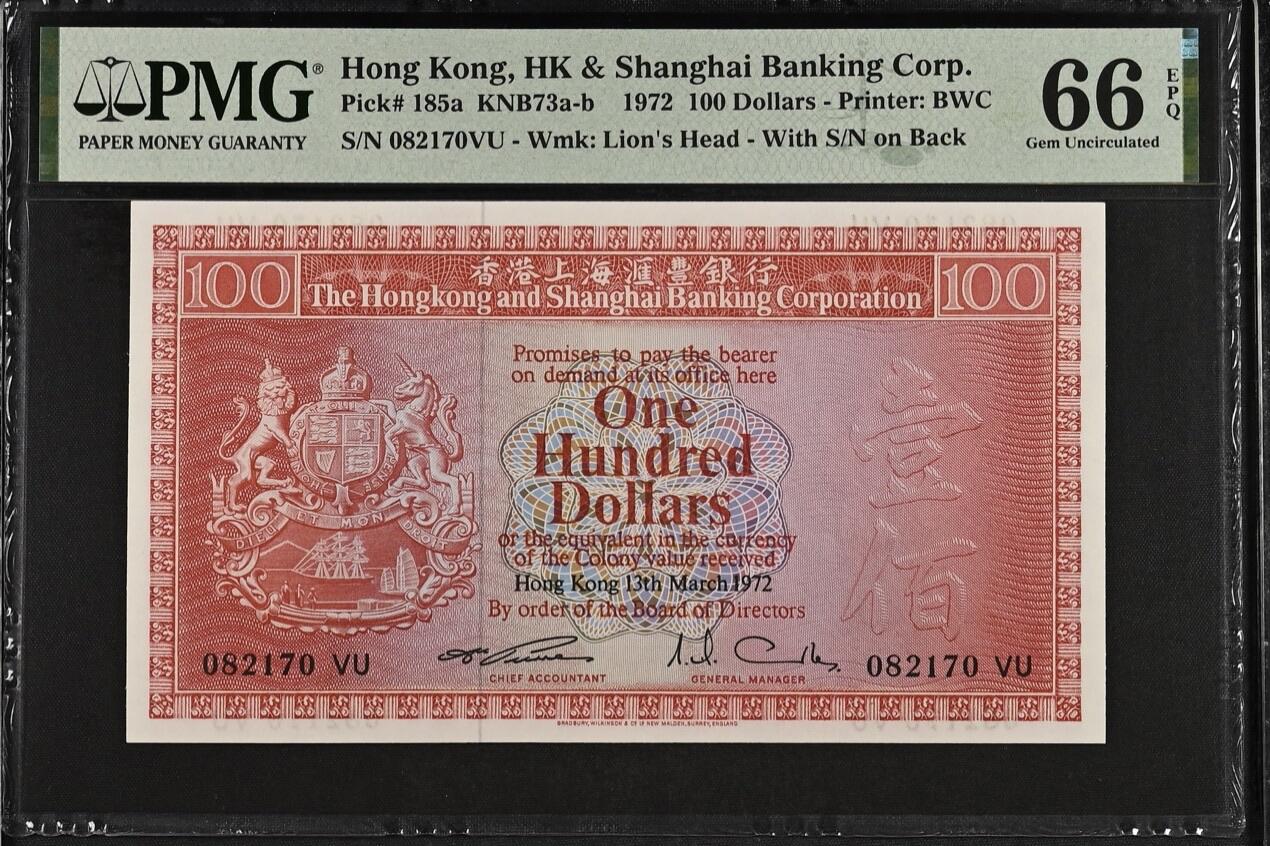 PMG®
PAPER MONEY GUARANTY
Hong Kong, HK & Shanghai Banking Corp.
Pick# 185a KNB73a-b 1972 100 Dollars - Printer: BWC
S/N 082170VU - Wmk: Lion's Head - With S/N on Back
66
EPQ
Gem Uncirculated
香港上海滙豐銀行
100
The Hongkong and Shanghai Banking Corporation
100
Promises to pay the bearer
on demand at its office here
One
Hundred
Dollars
or the equivalent in the currency
of the Colony value received
Hong Kong 13th March 1972
By order of the Board of Directors
壹
佰
DIEU ET MON DROIT
082170 VU
CHIEF ACCOUNTANT
GENERAL MANAGER
082170 VU
BRADBURY, WILKINSON & Co Ld NEW MALDEN, SURREY, ENGLAND